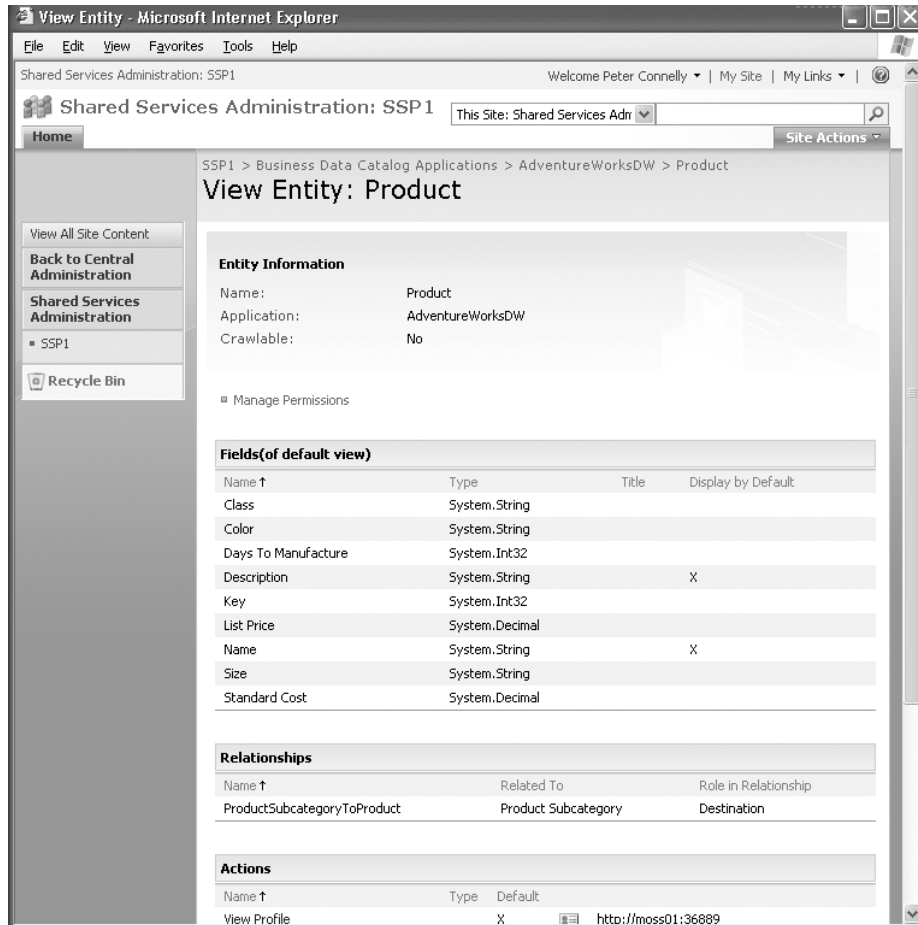 View Entity - Microsoft Internet Explorer
File Edit View Favorites Tools Help
Shared Services Administration: SSP1 Welcome Peter Connelly | My Site | My Links |
Shared Services Administration: SSP1 This Site: Shared Services Adm
Home Site Actions
SSP1 > Business Data Catalog Applications > AdventureWorksDW > Product
View Entity: Product
View All Site Content
Back to Central
Administration
Shared Services
Administration
SSP1
Recycle Bin
Entity Information
Name: Product
Application: AdventureWorksDW
Crawlable: No
Manage Permissions
Fields(of default view)
Name Type Title Display by Default
Class System.String
Color System.String
Days To Manufacture System.Int32
Description System.String X
Key System.Int32
List Price System.Decimal
Name System.String X
Size System.String
Standard Cost System.Decimal
Relationships
Name Related To Role in Relationship
ProductSubcategoryToProduct Product Subcategory Destination
Actions
Name Type Default
View Profile X http://moss01:36889